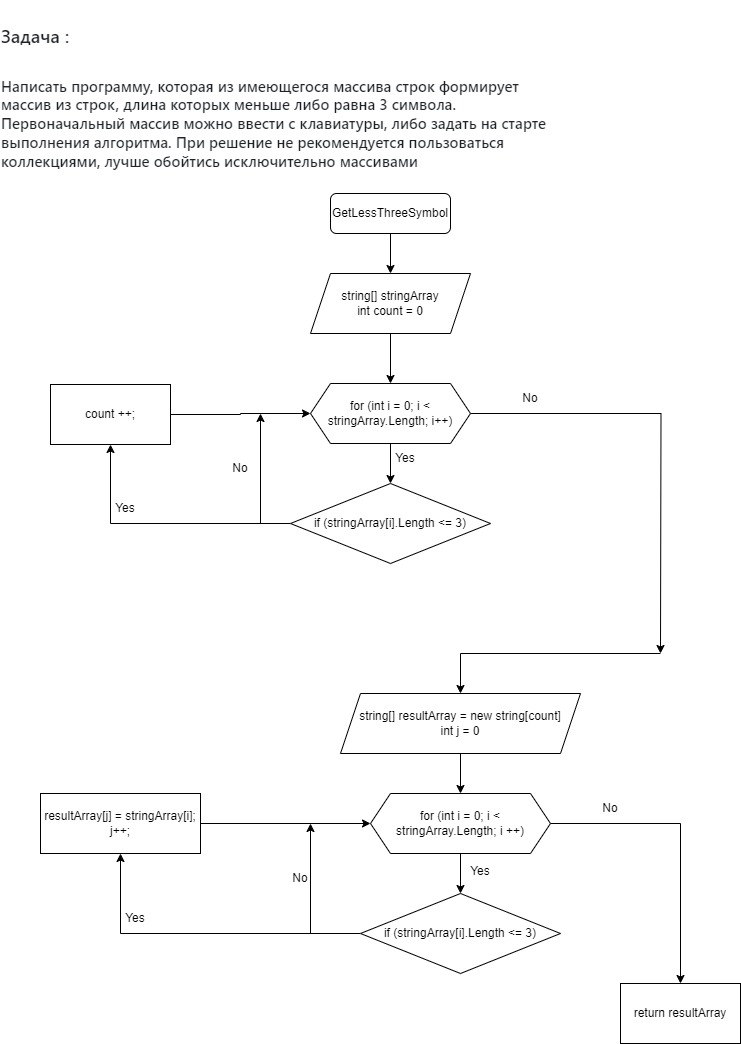 Задача :
Написать программу, которая из имеющегося массива строк формирует
массив из строк, длина которых меньше либо равна 3 символа.
Первоначальный массив можно ввести с клавиатуры, либо задать на старте
выполнения алгоритма. При решение не рекомендуется пользоваться
коллекциями, лучше обойтись исключительно массивами
GetLessThreeSymbol
string[] stringArray
int count = 0
count ++;
for (int i = 0; i <
stringArray.Length; i++)
No
Yes
No
Yes
if (stringArray[i].Length <= 3)
string[] resultArray = new string[count]
int j = 0
resultArray[j] = stringArray[i];
j++;
for (int i = 0; i <
stringArray.Length; i ++)
No
Yes
No
Yes
if (stringArray[i].Length <= 3)
return resultArray